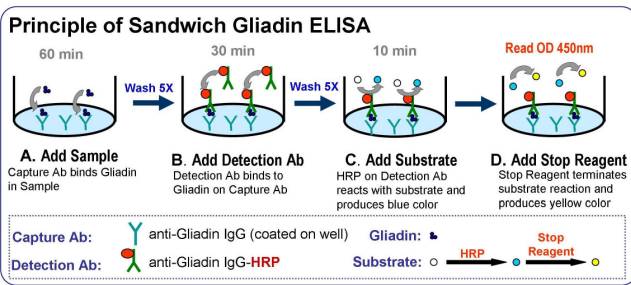 Principle of Sandwich Gliadin ELISA
60 min
30 min
10 min
Read OD 450nm
Wash 5X
Wash 5X
A. Add Sample
Capture Ab binds Gliadin
in Sample
B. Add Detection Ab
Detection Ab binds to
Gliadin on Capture Ab
C. Add Substrate
HRP on Detection Ab
reacts with substrate and
produces blue color
D. Add Stop Reagent
Stop Reagent terminates
substrate reaction and
produces yellow color
Capture Ab: anti-Gliadin IgG (coated on well) Gliadin:
Detection Ab: anti-Gliadin IgG-HRP Substrate: HRP Stop
Reagent